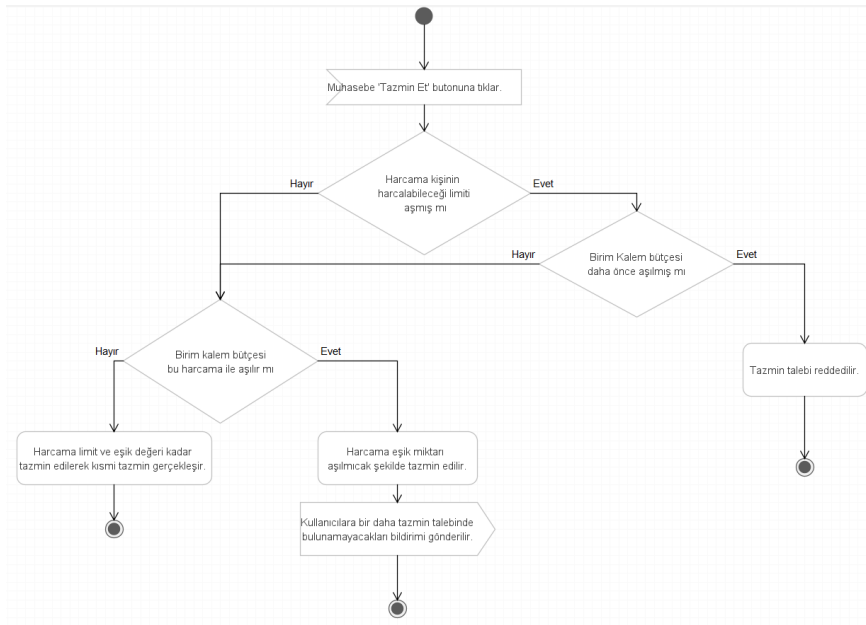 Muhasebe 'Tazmin Et' butonuna tıklar.
Harcama kişinin
harcalabileceği limiti
aşmış mı
Hayır
Evet
Birim Kalem bütçesi
daha önce aşılmış mı
Hayır
Evet
Tazmin talebi reddedilir.
Birim kalem bütçesi
bu harcama ile aşılır mı
Hayır
Evet
Harcama limit ve eşik değeri kadar
tazmin edilerek kısmi tazmin gerçekleşir.
Harcama eşik miktarı
aşılmıcak şekilde tazmin edilir.
Kullanıcılara bir daha tazmin talebinde
bulunamayacakları bildirimi gönderilir.